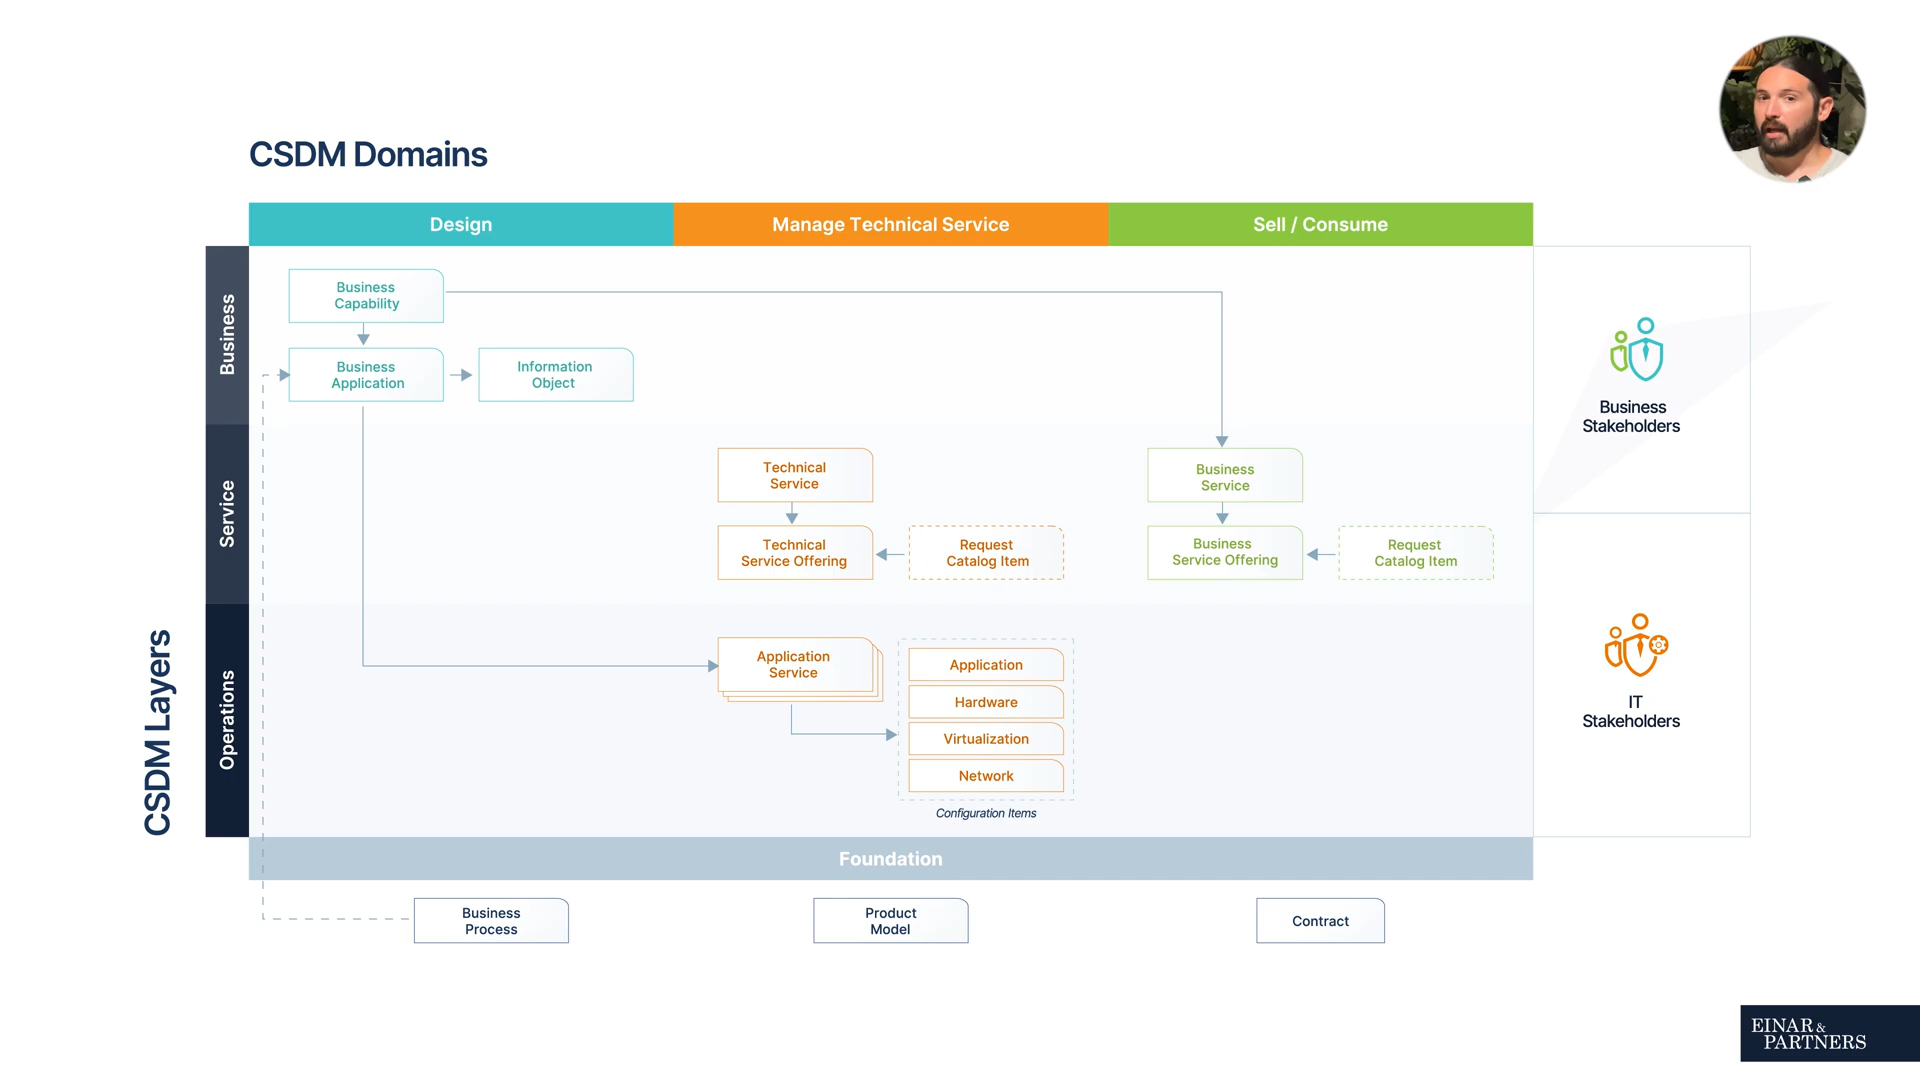 CSDM Domains
Design
Manage Technical Service
Sell / Consume
CSDM Layers
Business
Service
Operations
Business
Capability
Business
Application
Information
Object
Technical
Service
Technical
Service Offering
Request
Catalog Item
Business
Service
Business
Service Offering
Request
Catalog Item
Application
Service
Application
Hardware
Virtualization
Network
Configuration Items
Business
Stakeholders
IT
Stakeholders
Foundation
Business
Process
Product
Model
Contract
EINAR &
PARTNERS